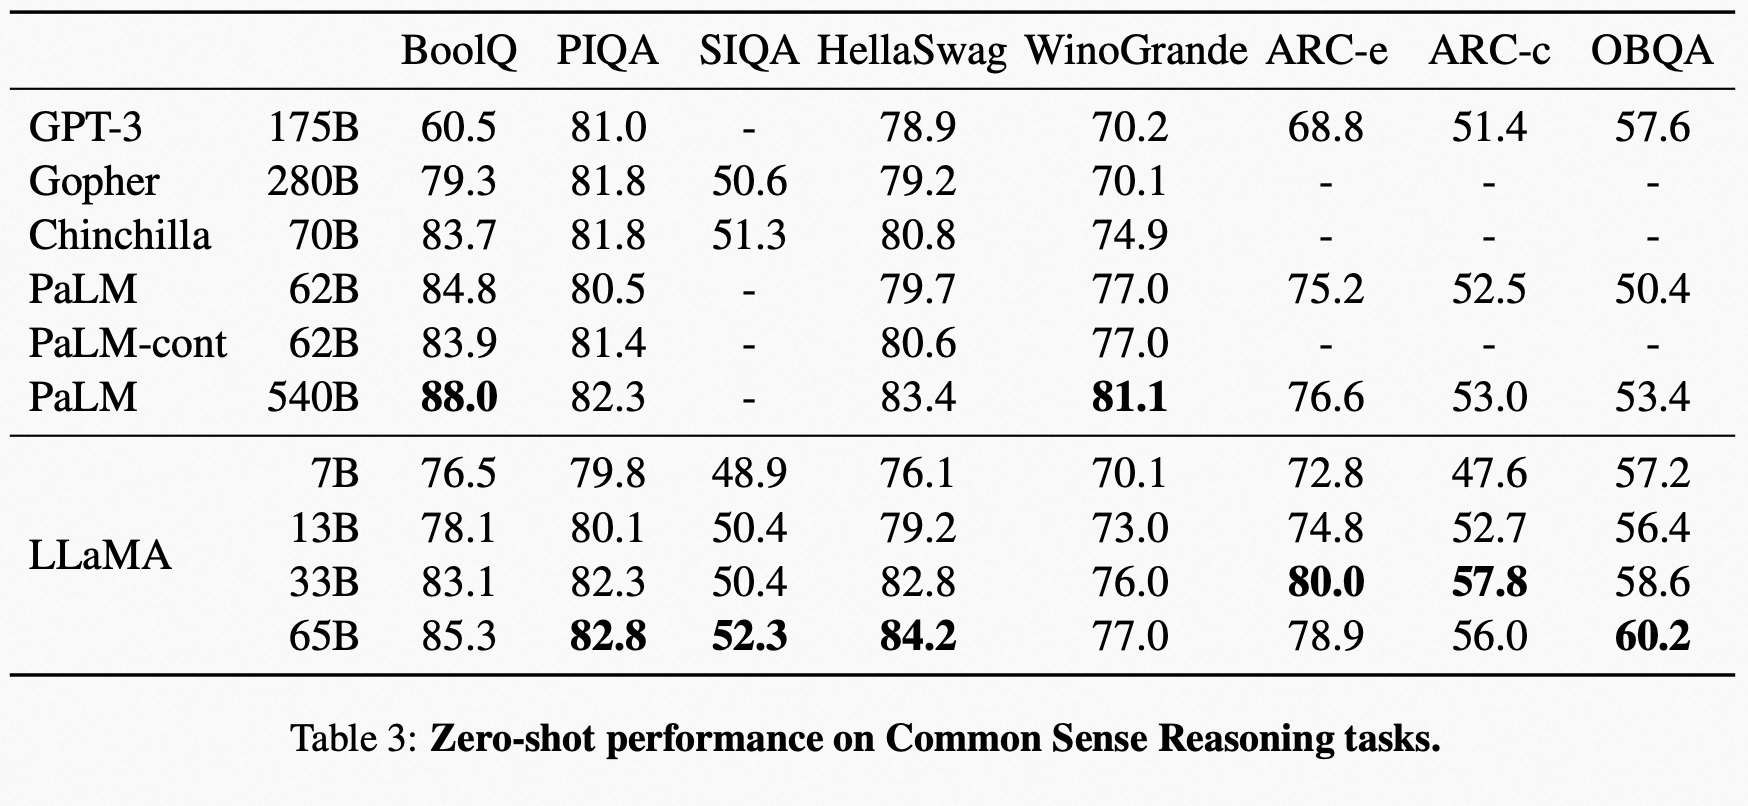 BoolQ PIQA SIQA HellaSwag WinoGrande ARC-e ARC-c OBQA
GPT-3 175B 60.5 81.0 - 78.9 70.2 68.8 51.4 57.6
Gopher 280B 79.3 81.8 50.6 79.2 70.1 - - -
Chinchilla 70B 83.7 81.8 51.3 80.8 74.9 - - -
PaLM 62B 84.8 80.5 - 79.7 77.0 75.2 52.5 50.4
PaLM-cont 62B 83.9 81.4 - 80.6 77.0 - - -
PaLM 540B 88.0 82.3 - 83.4 81.1 76.6 53.0 53.4
LLaMA
7B 76.5 79.8 48.9 76.1 70.1 72.8 47.6 57.2
13B 78.1 80.1 50.4 79.2 73.0 74.8 52.7 56.4
33B 83.1 82.3 50.4 82.8 76.0 80.0 57.8 58.6
65B 85.3 82.8 52.3 84.2 77.0 78.9 56.0 60.2
Table 3: Zero-shot performance on Common Sense Reasoning tasks.